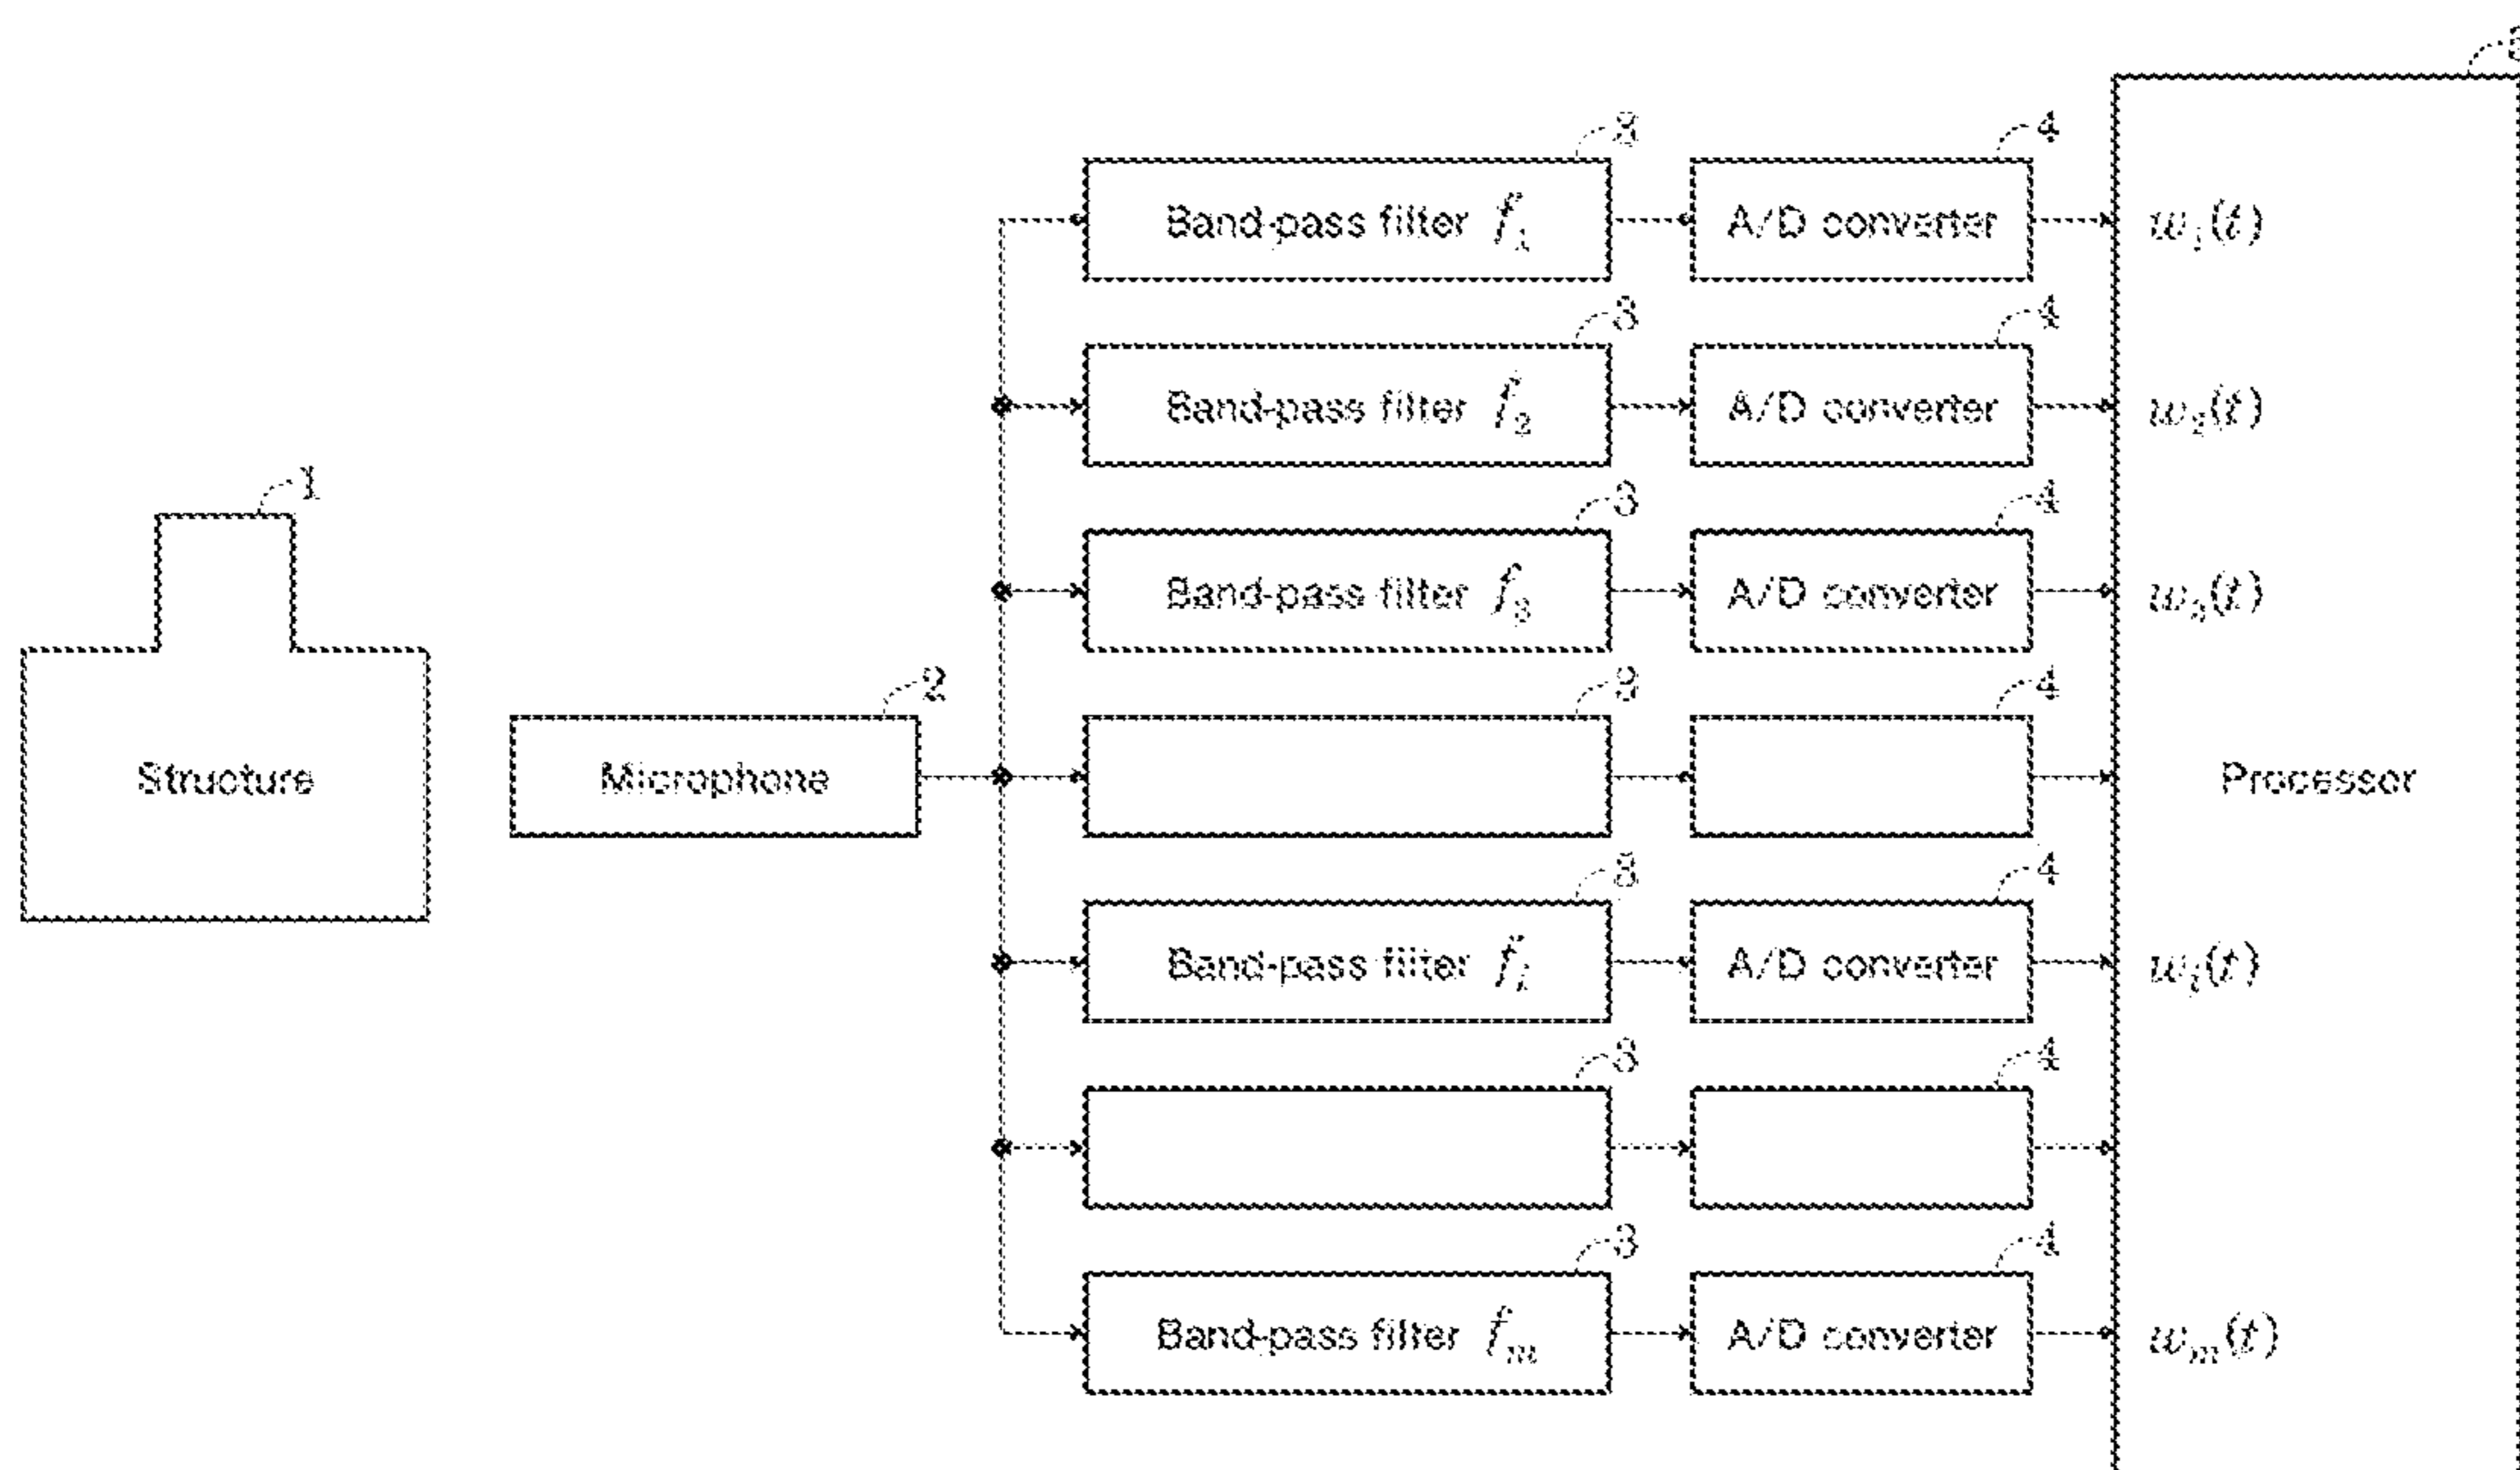 3 4
Band-pass filter f1 A/D converter w1(t)
3 4
Band-pass filter f2 A/D converter w2(t)
1 3 4
Band-pass filter f3 A/D converter w3(t)
2 3 4
Structure Microphone Processor
3 4
Band-pass filter fi A/D converter wi(t)
3 4
3 4
Band-pass filter fm A/D converter wm(t)